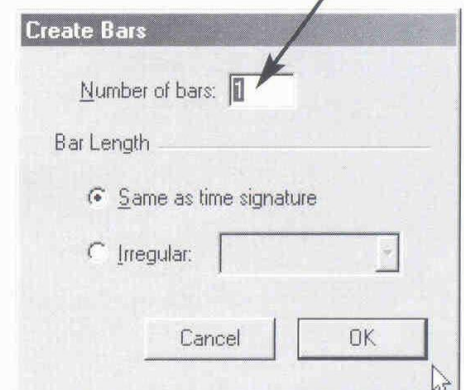 Create Bars
Number of bars: 1
Bar Length
Same as time signature
Irregular:
Cancel OK